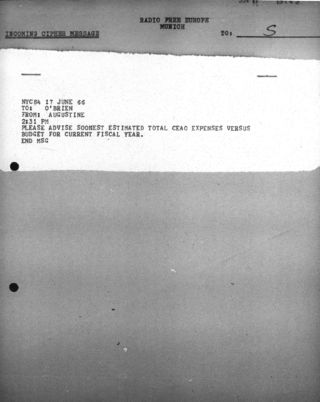 RADIO FREE EUROPE
MUNICH
INCOMING CIPHER MESSAGE
TO: S
NYC84 17 JUNE 66
TO: O'BRIEN
FROM: AUGUSTINE
2:31 PM
PLEASE ADVISE SOONEST ESTIMATED TOTAL CEAO EXPENSES VERSUS
BUDGET FOR CURRENT FISCAL YEAR.
END MSG